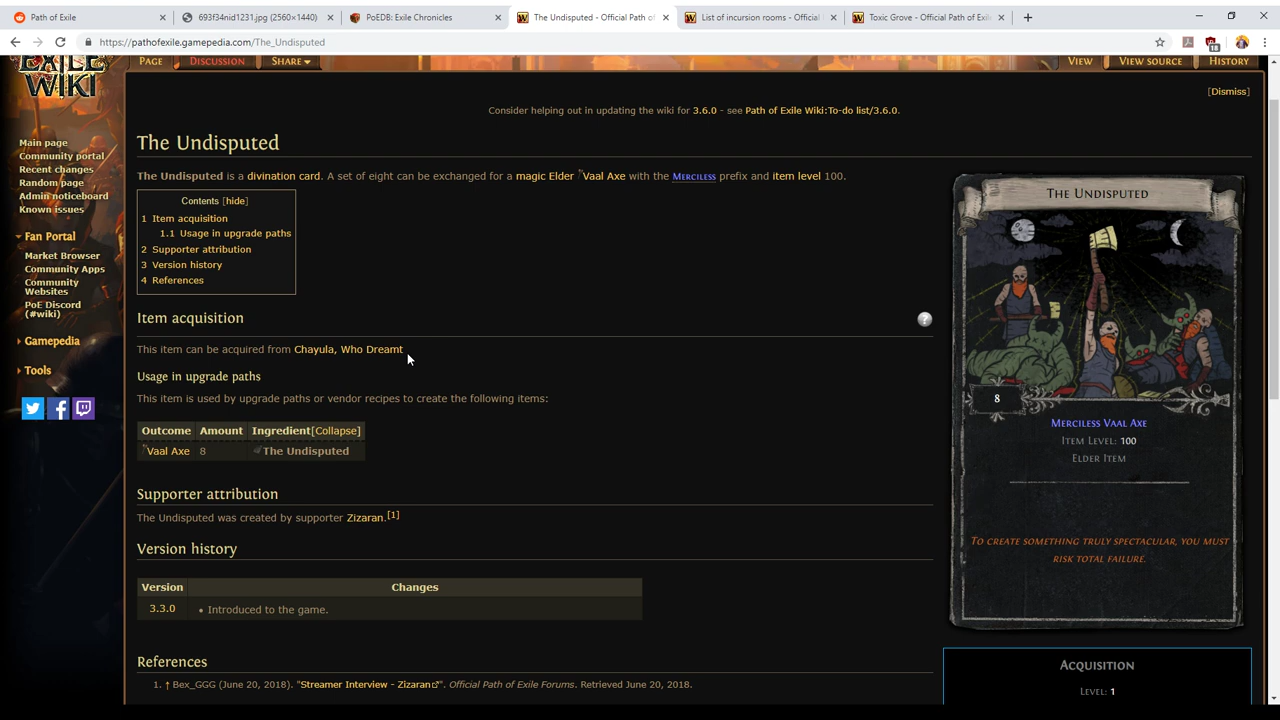 Path of Exile
693f34nid1231.jpg (2560×1440)
PoEDB: Exile Chronicles
The Undisputed - Official Path of
List of incursion rooms - Official
Toxic Grove - Official Path of Exile
https://pathofexile.gamepedia.com/The_Undisputed
18
EXILE
WIKI
PAGE
DISCUSSION
SHARE
VIEW
VIEW SOURCE
HISTORY
[Dismiss]
Consider helping out in updating the wiki for 3.6.0 - see Path of Exile Wiki:To-do list/3.6.0.
Main page
Community portal
Recent changes
Random page
Admin noticeboard
Known issues
Fan Portal
Market Browser
Community Apps
Community
Websites
PoE Discord
(#wiki)
Gamepedia
Tools
The Undisputed
The Undisputed is a divination card. A set of eight can be exchanged for a magic Elder Vaal Axe with the MERCILESS prefix and item level 100.
Contents [hide]
1 Item acquisition
1.1 Usage in upgrade paths
2 Supporter attribution
3 Version history
4 References
Item acquisition
?
This item can be acquired from Chayula, Who Dreamt
Usage in upgrade paths
This item is used by upgrade paths or vendor recipes to create the following items:
Outcome Amount Ingredient[Collapse]
Vaal Axe 8 The Undisputed
Supporter attribution
The Undisputed was created by supporter Zizaran.[1]
Version history
Version Changes
3.3.0 • Introduced to the game.
References
1. ↑ Bex_GGG (June 20, 2018). "Streamer Interview - Zizaran". Official Path of Exile Forums. Retrieved June 20, 2018.
THE UNDISPUTED
8
MERCILESS VAAL AXE
ITEM LEVEL: 100
ELDER ITEM
TO CREATE SOMETHING TRULY SPECTACULAR, YOU MUST
RISK TOTAL FAILURE.
ACQUISITION
LEVEL: 1